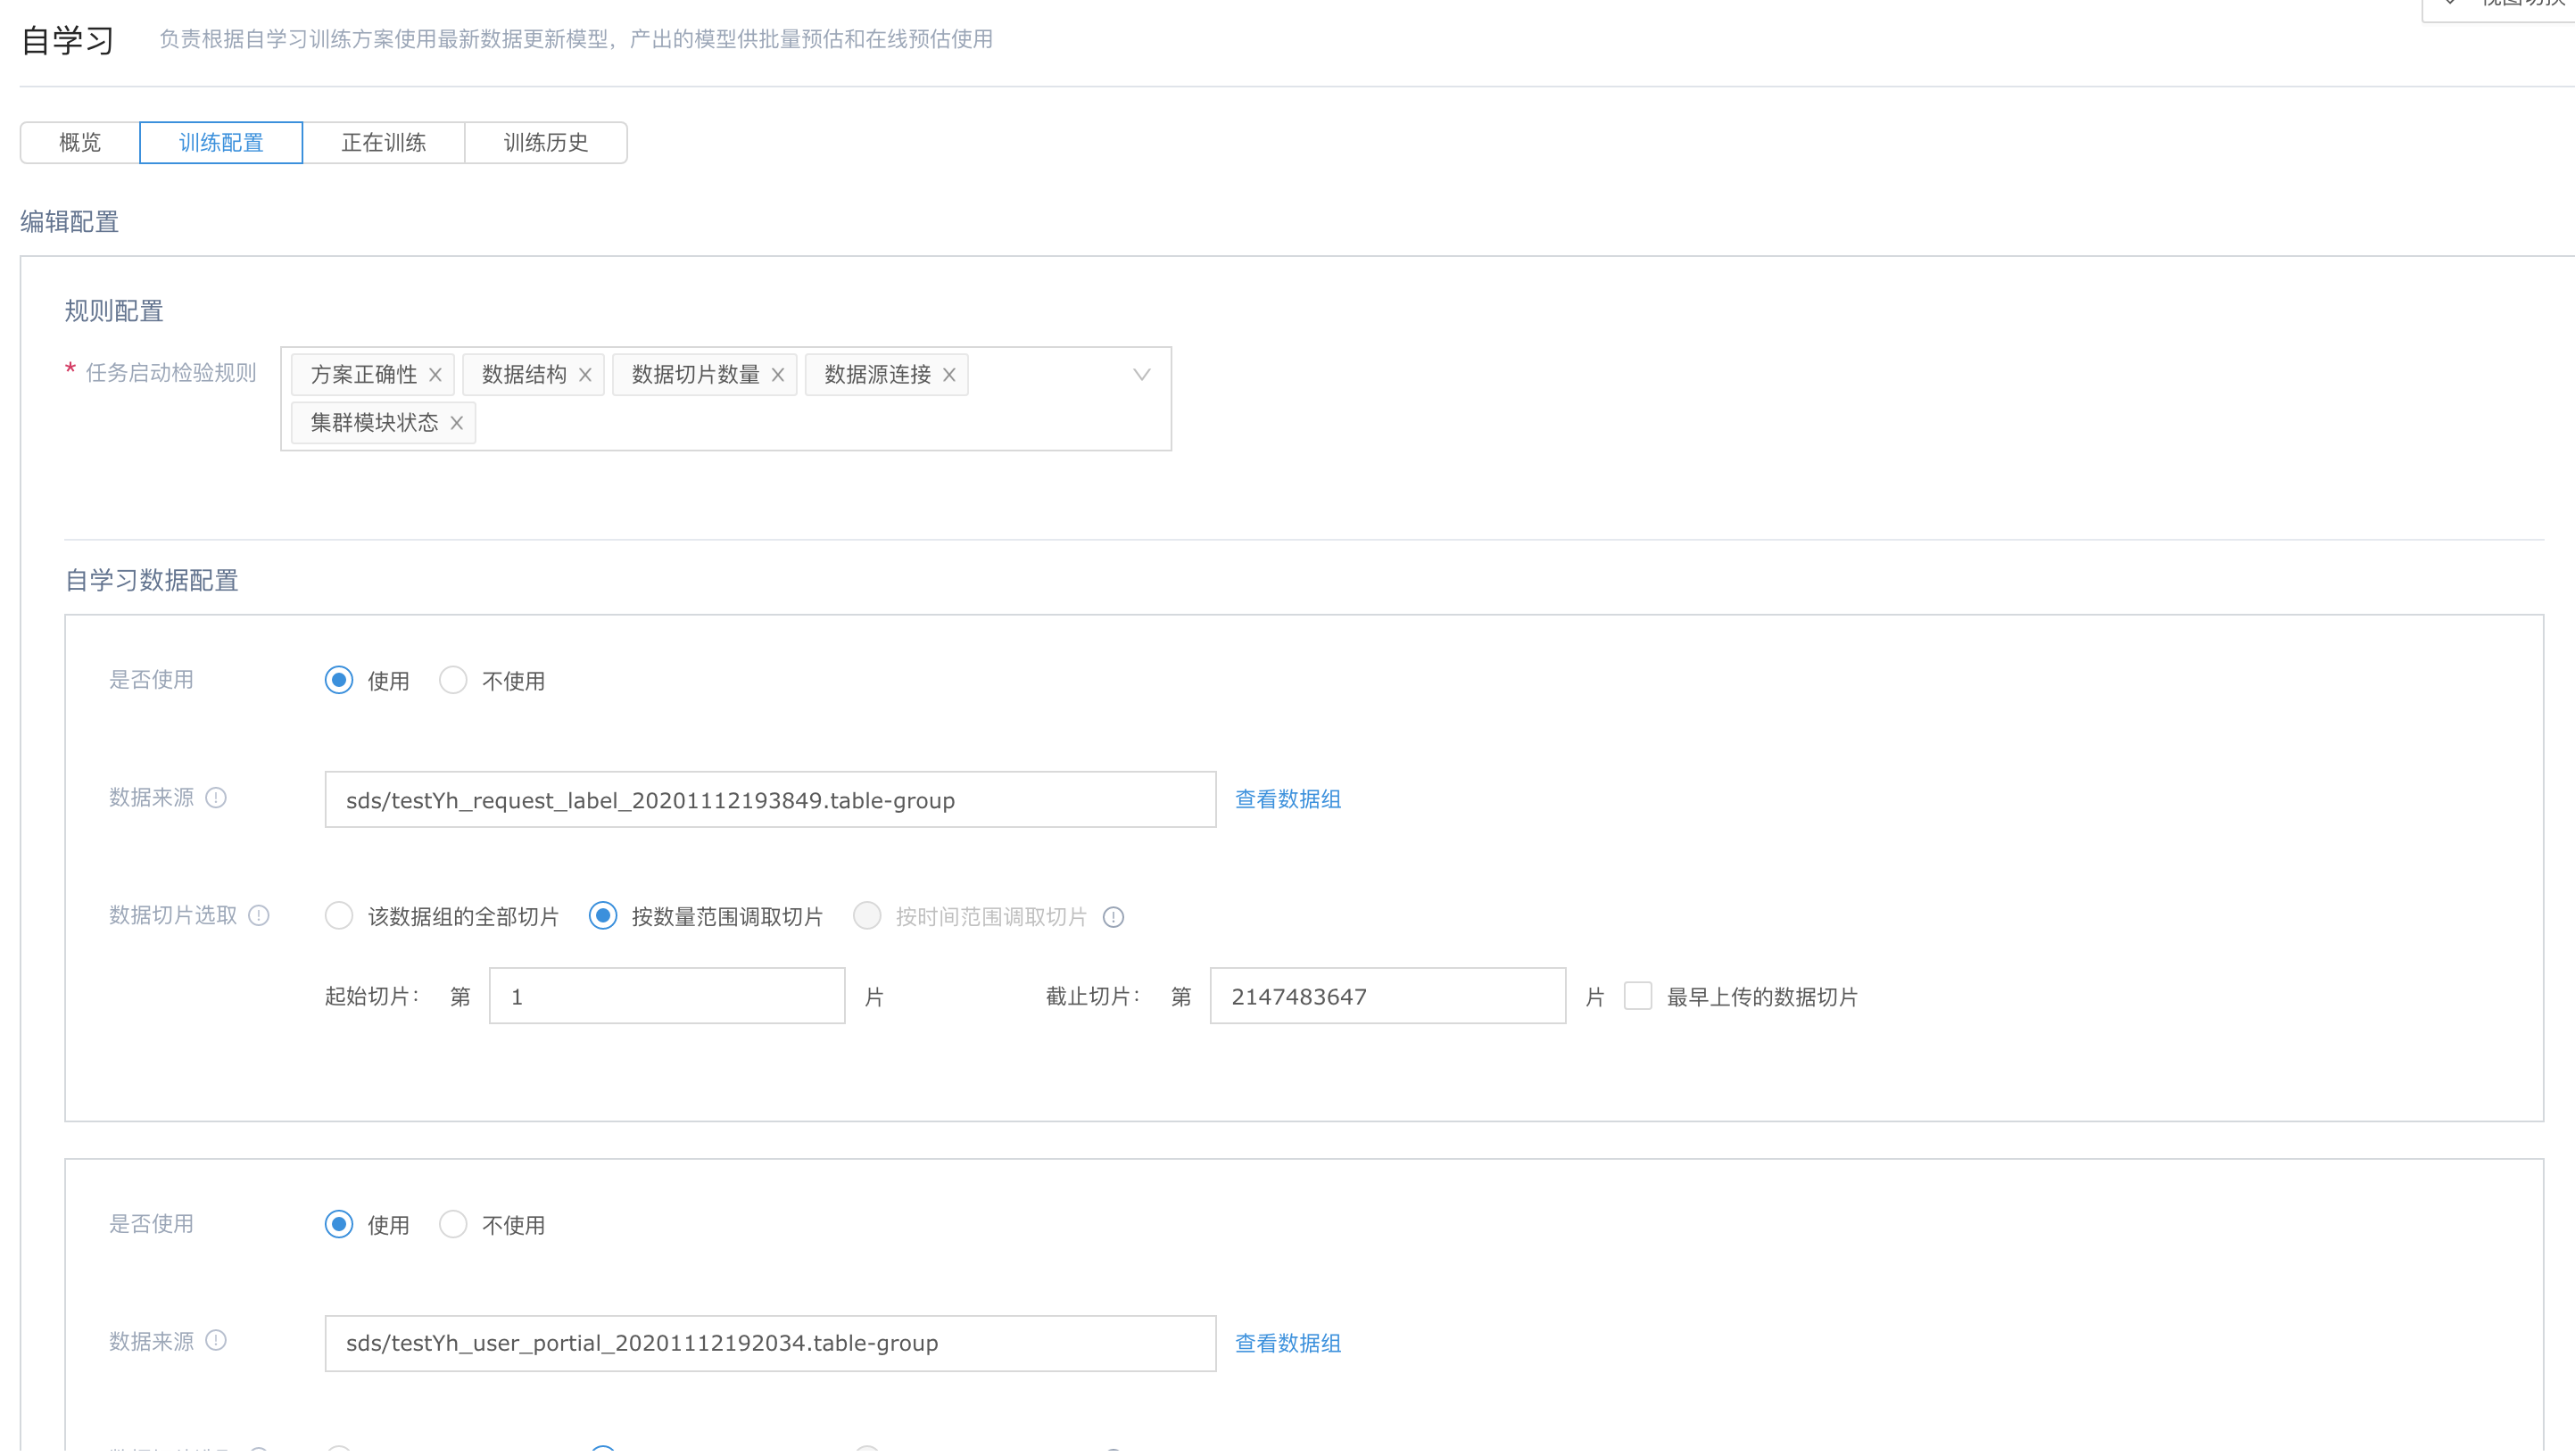 自学习 负责根据自学习训练方案使用最新数据更新模型，产出的模型供批量预估和在线预估使用
概览 训练配置 正在训练 训练历史
编辑配置
规则配置
* 任务启动检验规则 方案正确性 数据结构 数据切片数量 数据源连接
集群模块状态
自学习数据配置
是否使用 使用 不使用
数据来源 sds/testYh_request_label_20201112193849.table-group 查看数据组
数据切片选取 该数据组的全部切片 按数量范围调取切片 按时间范围调取切片
起始切片： 第 1 片 截止切片： 第 2147483647 片 最早上传的数据切片
是否使用 使用 不使用
数据来源 sds/testYh_user_portial_20201112192034.table-group 查看数据组